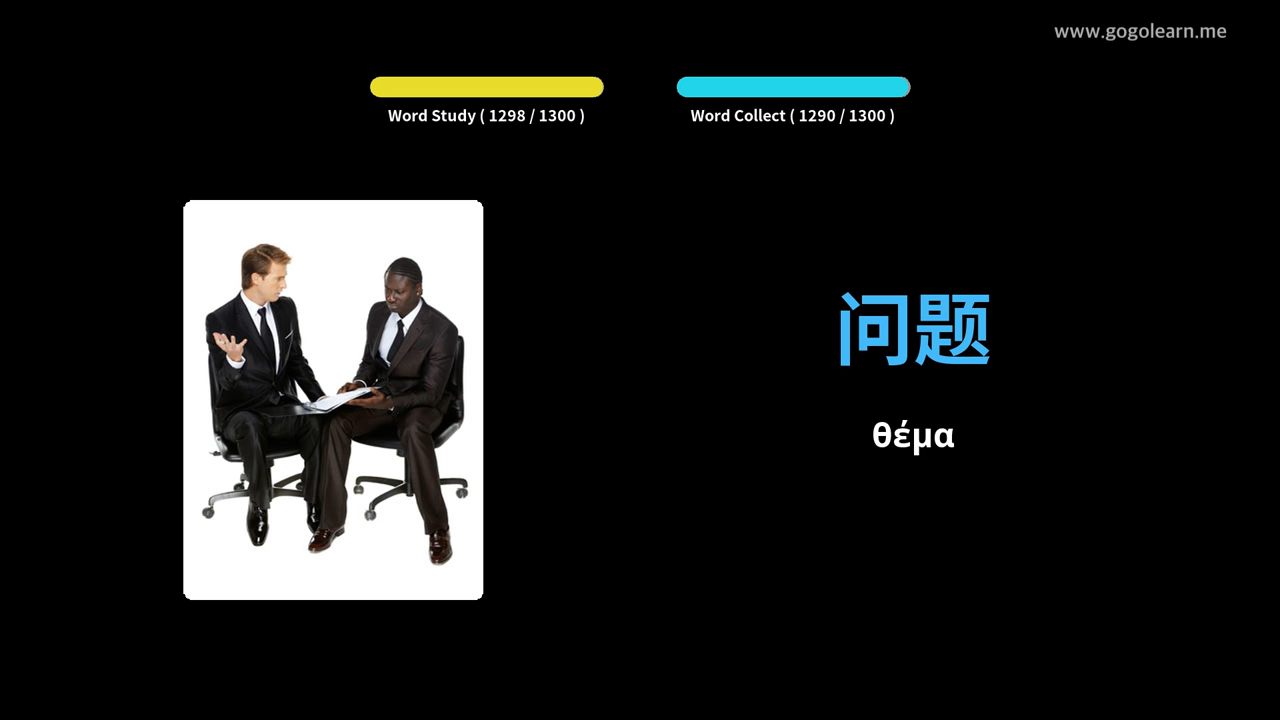 www.gogolearn.me
Word Study ( 1298 / 1300 )
Word Collect ( 1290 / 1300 )
问题
θέμα